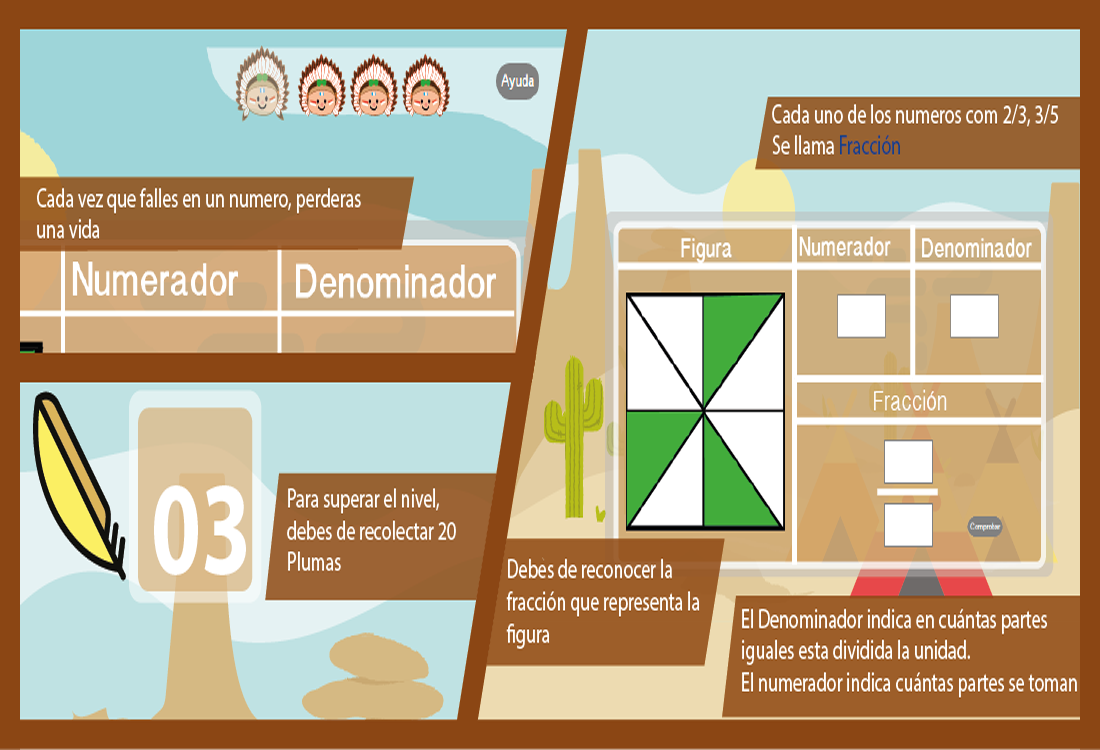 Ayuda
Cada vez que falles en un numero, perderas
una vida
Numerador
Denominador
03
Para superar el nivel,
debes de recolectar 20
Plumas
Cada uno de los numeros com 2/3, 3/5
Se llama Fracción
Figura
Numerador
Denominador
Fracción
Comprobar
Debes de reconocer la
fracción que representa la
figura
El Denominador indica en cuántas partes
iguales esta dividida la unidad.
El numerador indica cuántas partes se toman